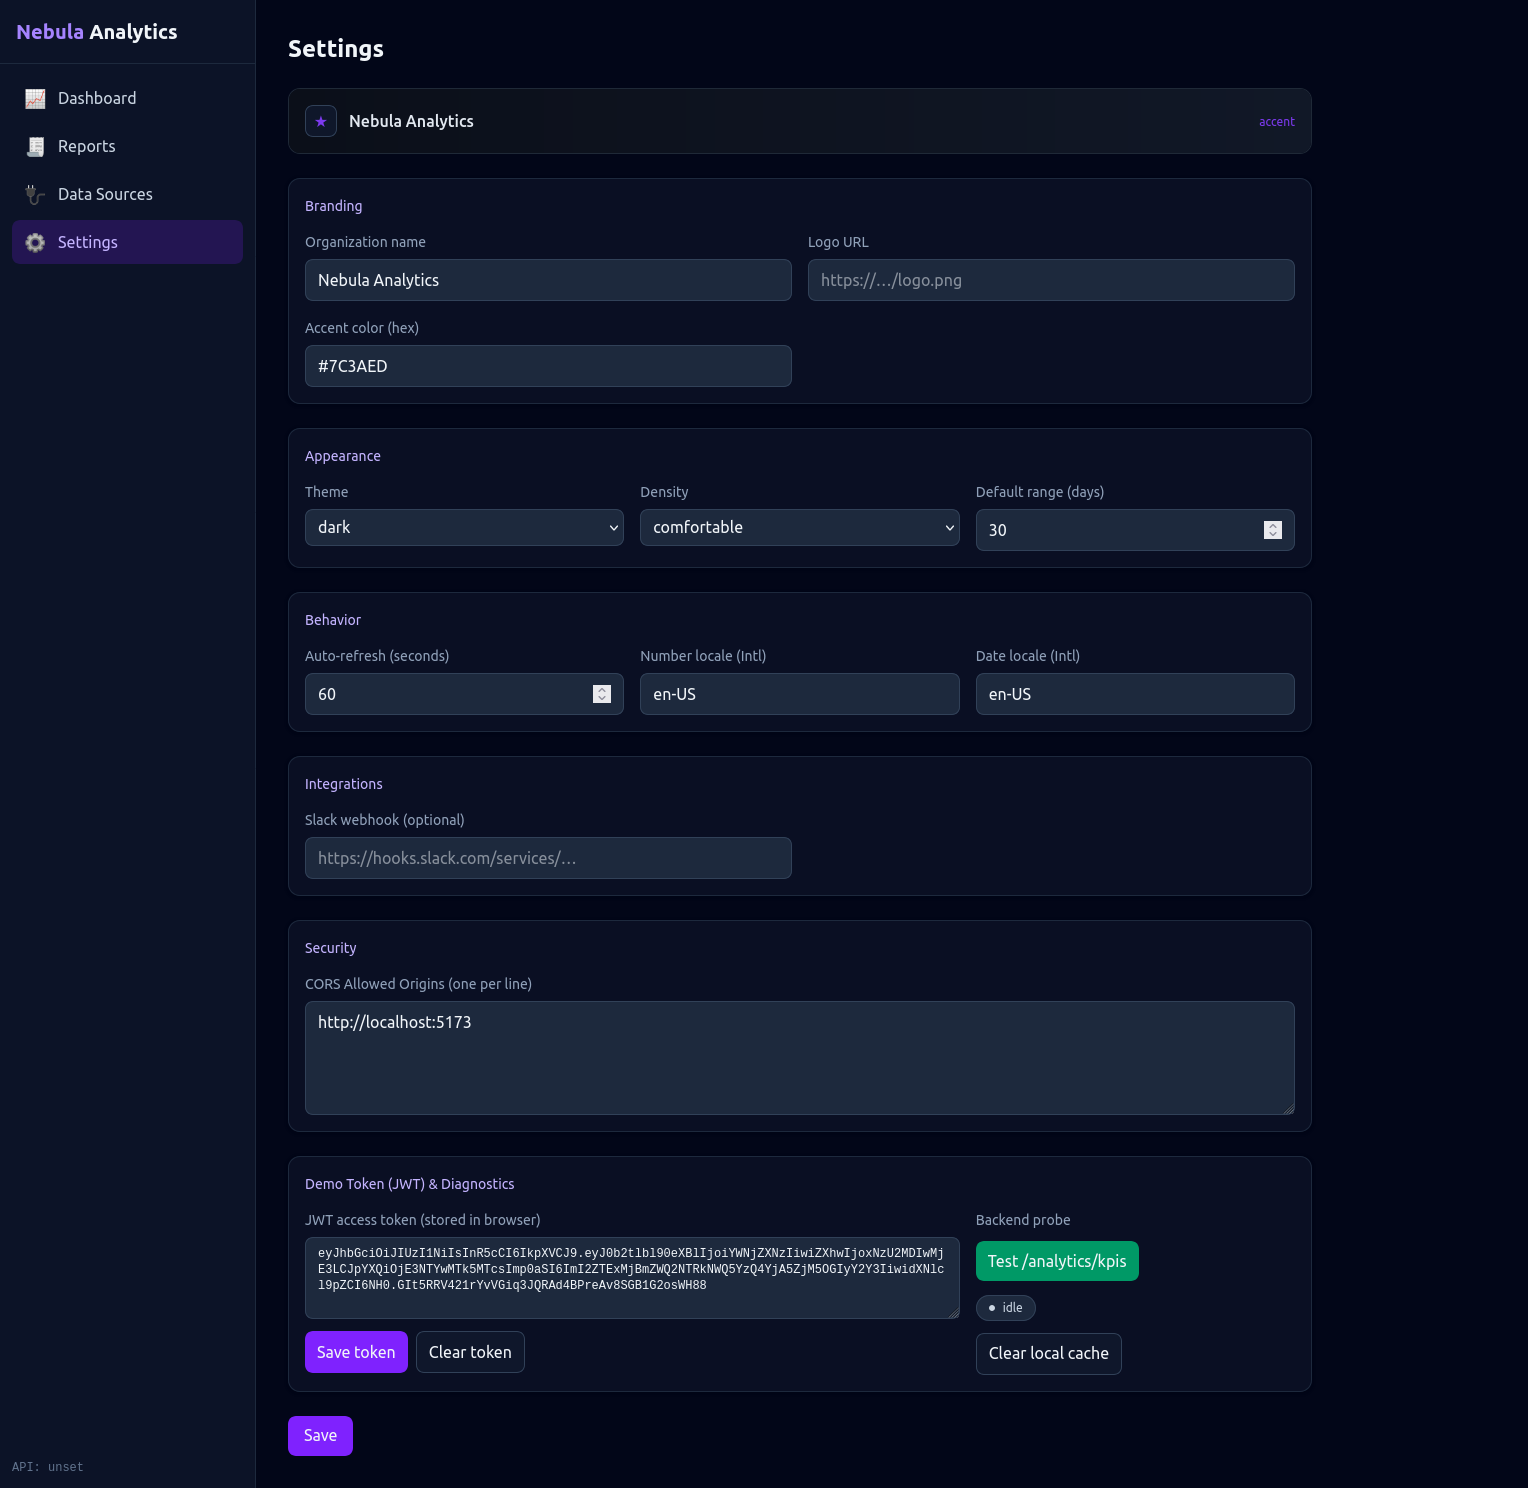 Nebula Analytics
Dashboard
Reports
Data Sources
Settings
API: unset
Settings
★ Nebula Analytics
accent
Branding
Organization name
Nebula Analytics
Logo URL
https://…/logo.png
Accent color (hex)
#7C3AED
Appearance
Theme
dark
Density
comfortable
Default range (days)
30
Behavior
Auto-refresh (seconds)
60
Number locale (Intl)
en-US
Date locale (Intl)
en-US
Integrations
Slack webhook (optional)
https://hooks.slack.com/services/…
Security
CORS Allowed Origins (one per line)
http://localhost:5173
Demo Token (JWT) & Diagnostics
JWT access token (stored in browser)
eyJhbGciOiJIUzI1NiIsInR5cCI6IkpXVCJ9.eyJ0b2tlbl90eXBlIjoiYWNjZXNzIiwiZXhwIjoxNzU2MDIwMj
E3LCJpYXQiOjE3NTYwMTk5MTcsImp0aSI6ImI2ZTExMjBmZWQ2NTRkNWQ5YzQ4YjA5ZjM5OGIyY2Y3IiwidXNlc
l9pZCI6NH0.GIt5RRV421rYvVGiq3JQRAd4BPreAv8SGB1G2osWH88
Save token
Clear token
Backend probe
Test /analytics/kpis
idle
Clear local cache
Save